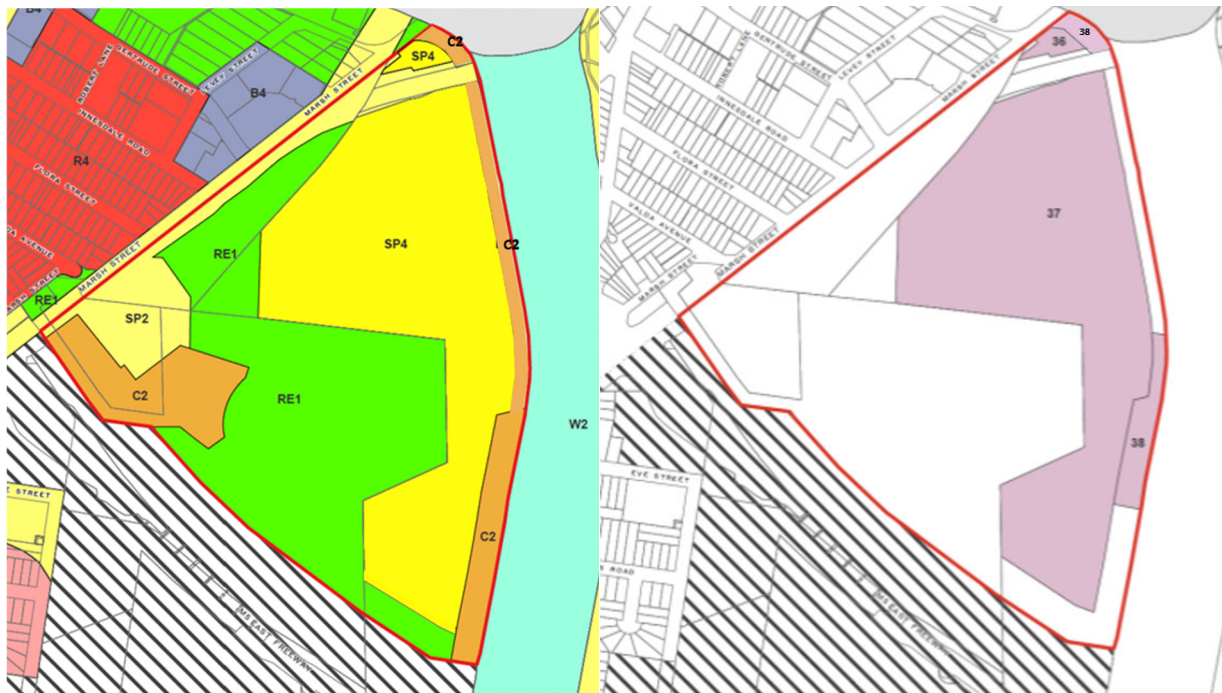 B4
GERTRUDE STREET
ROBERT LANE
LEVEY STREET
C2
SP4
B4
MARSH STREET
INNESDALE ROAD
R4
FLORA STREET
SP4
C2
RE1
MARSH STREET
RE1
SP2
C2
RE1
W2
STREET
C2
M5 EAST FREEWAY
38
36
GERTRUDE STREET
ROBERT LANE
LEVEY STREET
MARSH STREET
INNESDALE ROAD
FLORA STREET
VALDA AVENUE
37
MARSH STREET
MARSH STREET
38
EVE STREET
ROAD
M5 EAST FREEWAY